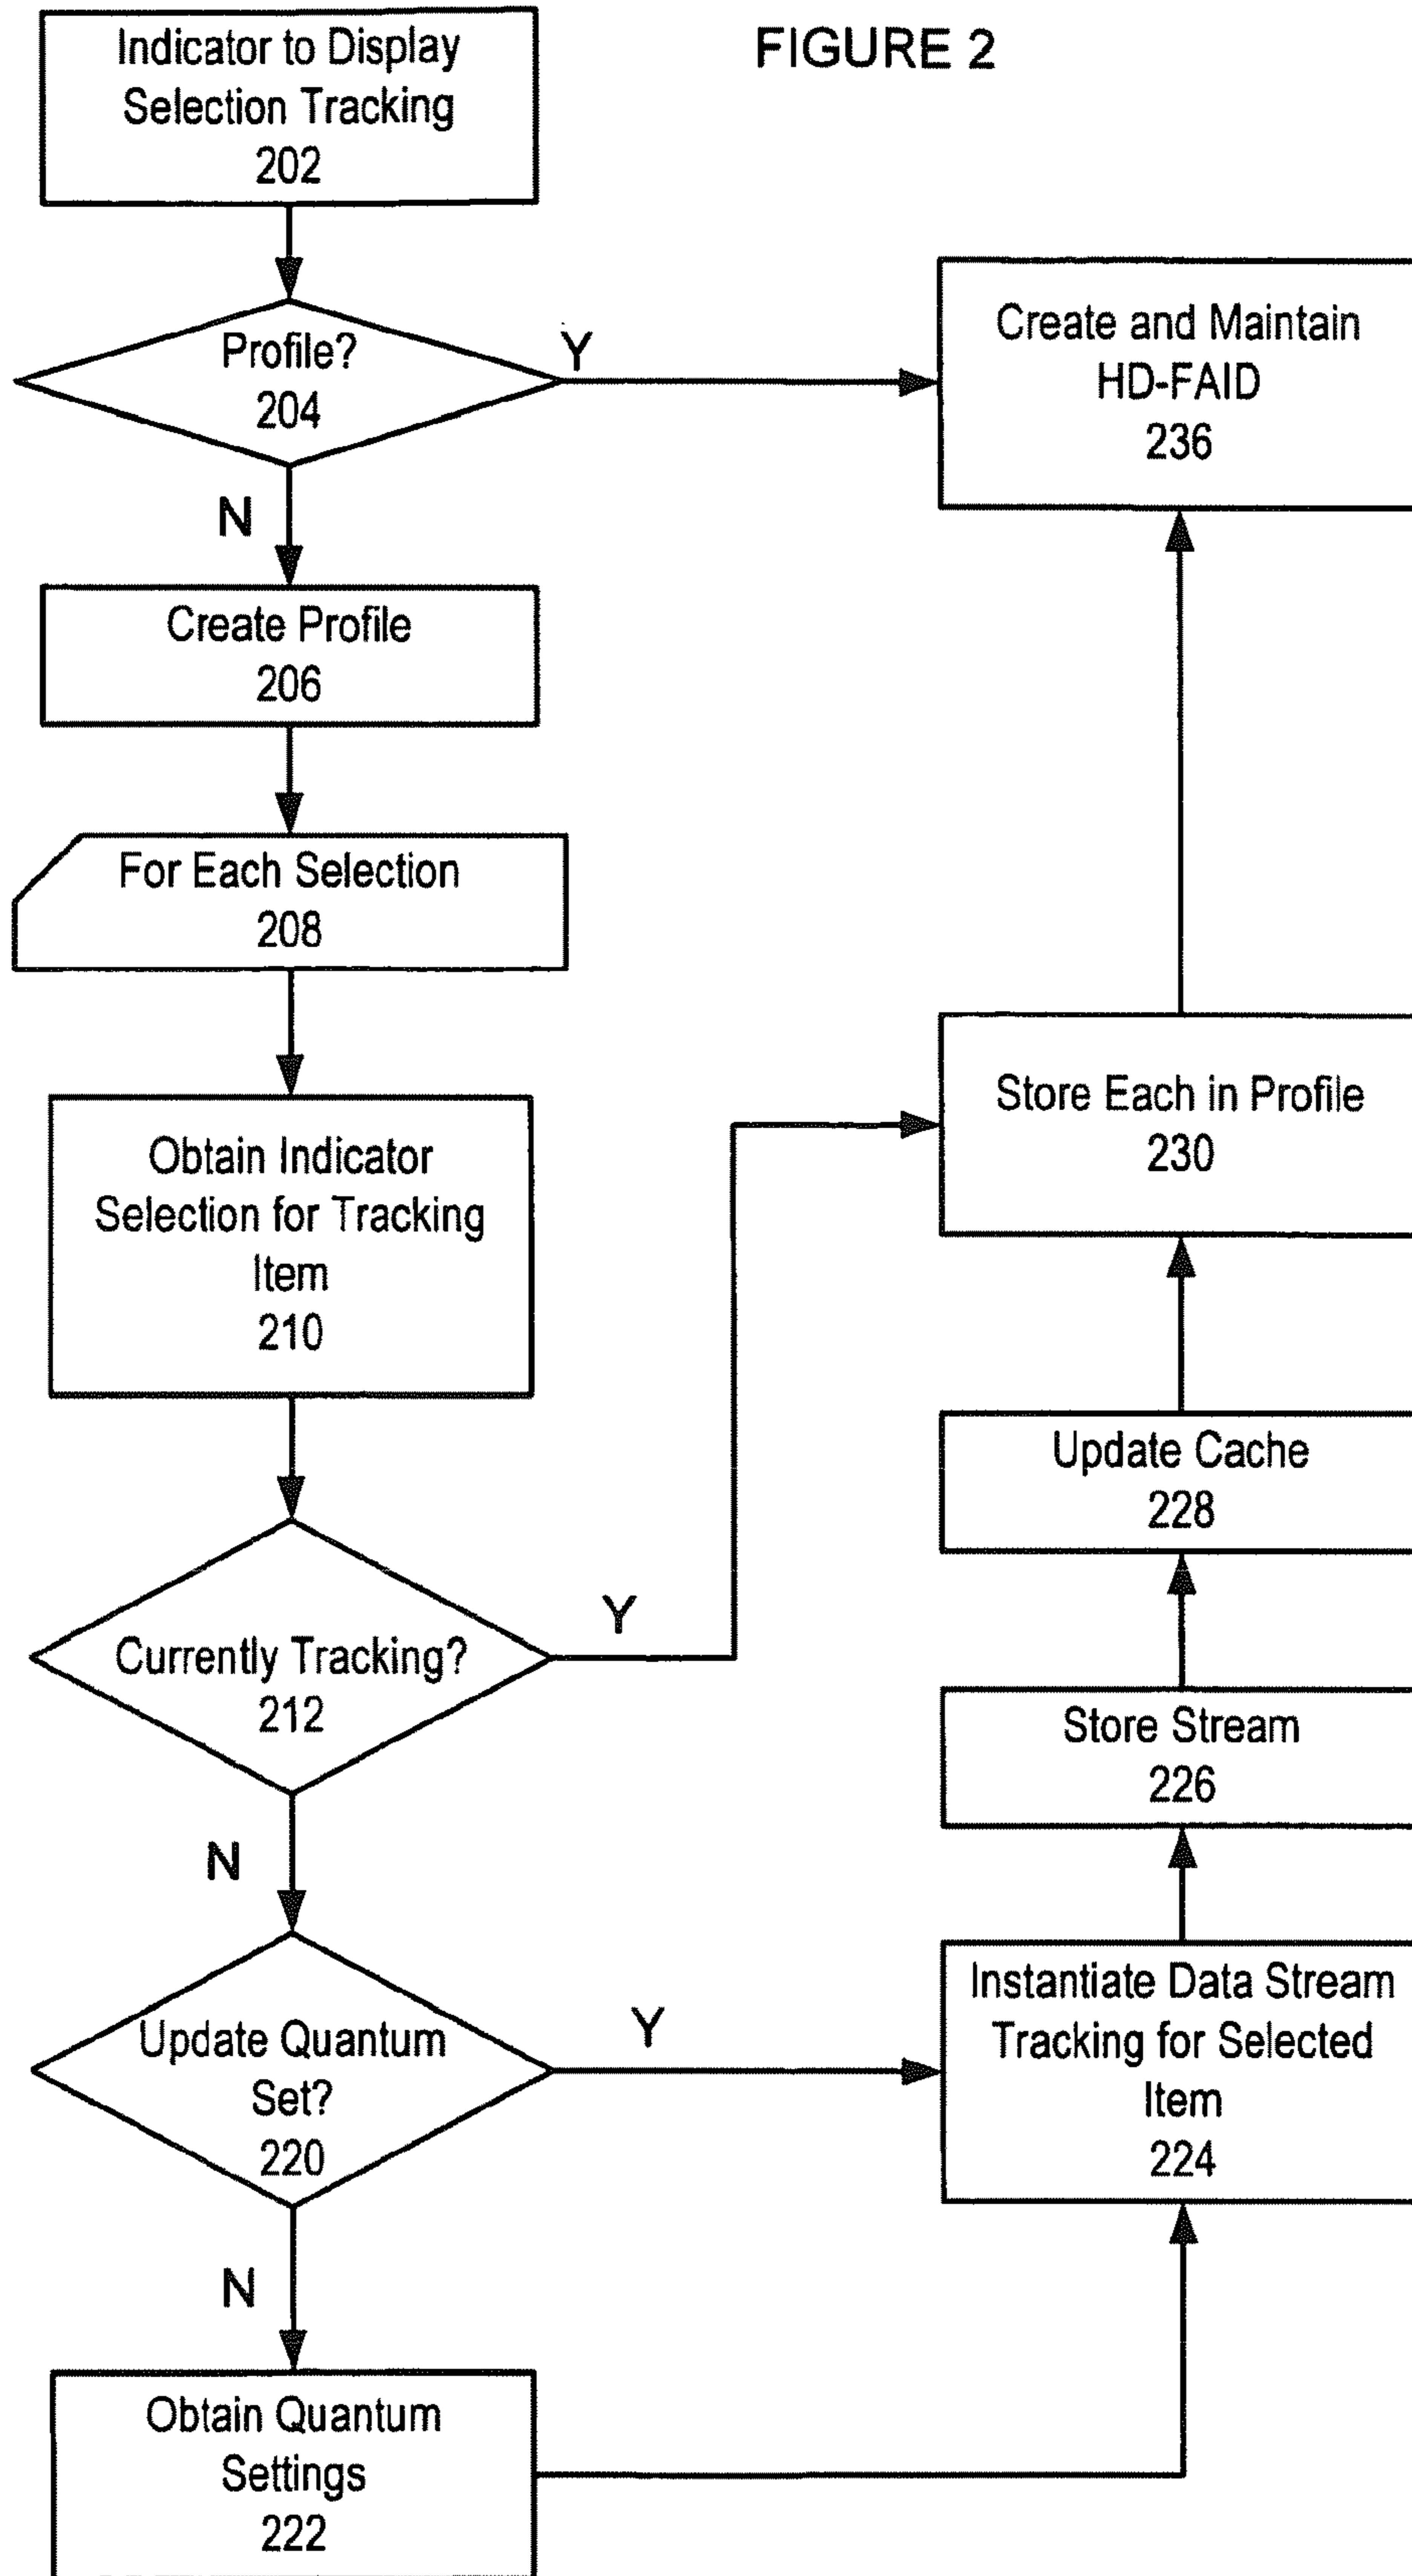 FIGURE 2
Indicator to Display
Selection Tracking
202
Profile?
204
Y
N
Create and Maintain
HD-FAID
236
Create Profile
206
For Each Selection
208
Obtain Indicator
Selection for Tracking
Item
210
Store Each in Profile
230
Currently Tracking?
212
Y
N
Update Cache
228
Store Stream
226
Update Quantum
Set?
220
Y
N
Instantiate Data Stream
Tracking for Selected
Item
224
Obtain Quantum
Settings
222